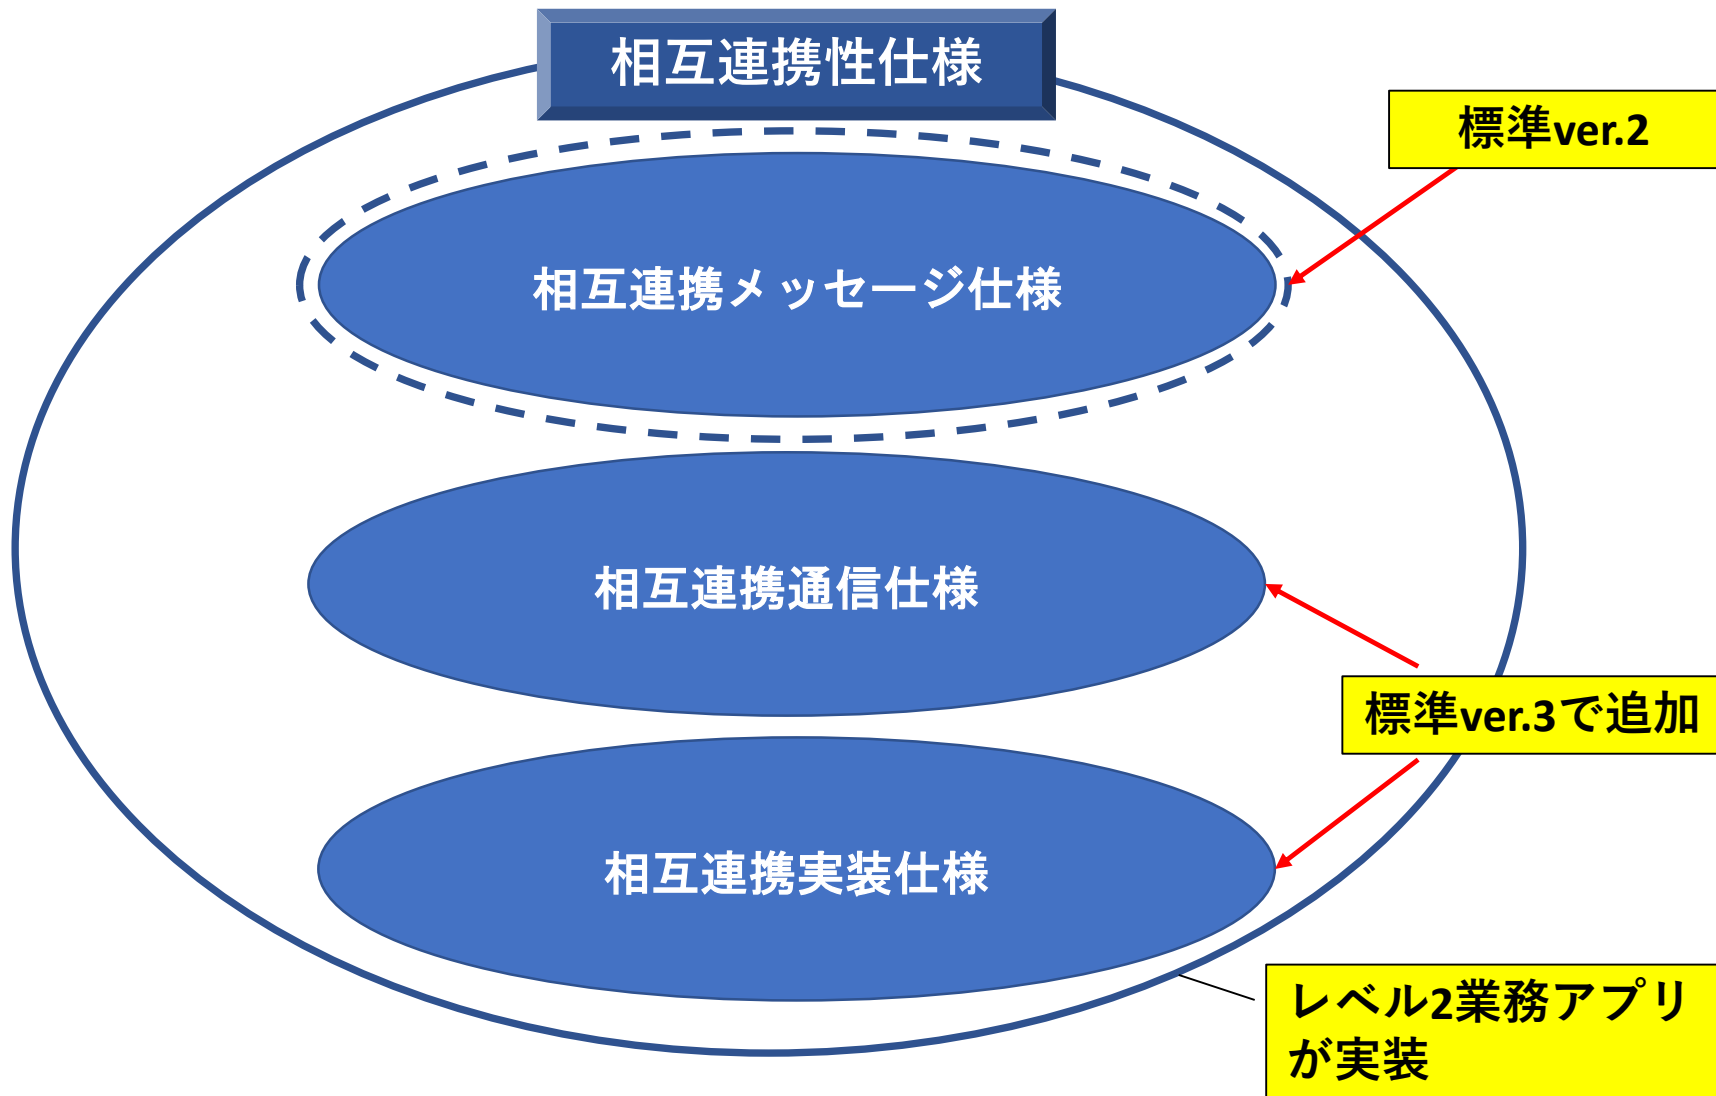 相互連携性仕様
標準ver.2
相互連携メッセージ仕様
相互連携通信仕様
標準ver.3で追加
相互連携実装仕様
レベル2業務アプリ
が実装